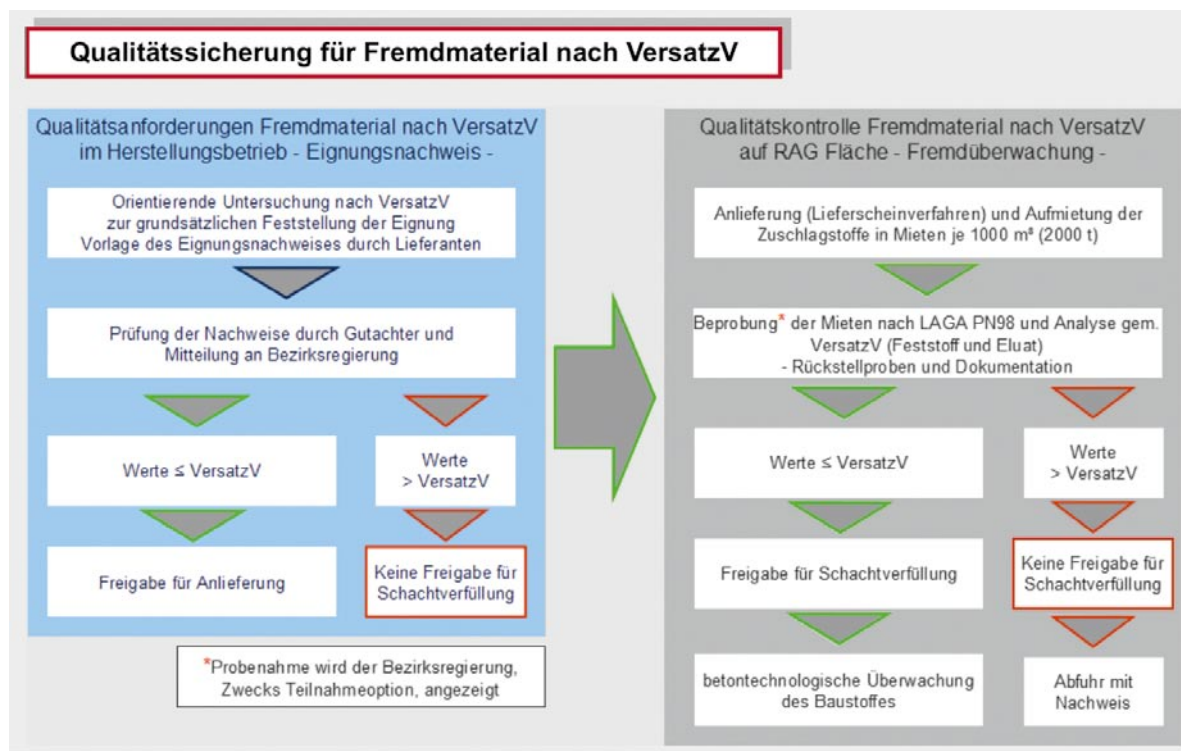 Qualitätssicherung für Fremdmaterial nach VersatzV
Qualitätsanforderungen Fremdmaterial nach VersatzV
im Herstellungsbetrieb - Eignungsnachweis -
Orientierende Untersuchung nach VersatzV
zur grundsätzlichen Feststellung der Eignung
Vorlage des Eignungsnachweises durch Lieferanten
Prüfung der Nachweise durch Gutachter und
Mitteilung an Bezirksregierung
Werte ≤ VersatzV
Werte
> VersatzV
Freigabe für Anlieferung
Keine Freigabe für
Schachtverfüllung
*Probenahme wird der Bezirksregierung,
Zwecks Teilnahmeoption, angezeigt
Qualitätskontrolle Fremdmaterial nach VersatzV
auf RAG Fläche - Fremdüberwachung -
Anlieferung (Lieferscheinverfahren) und Aufmietung der
Zuschlagstoffe in Mieten je 1000 m³ (2000 t)
Beprobung* der Mieten nach LAGA PN98 und Analyse gem.
VersatzV (Feststoff und Eluat)
- Rückstellproben und Dokumentation
Werte ≤ VersatzV
Werte
> VersatzV
Freigabe für Schachtverfüllung
Keine Freigabe für
Schachtverfüllung
betontechnologische Überwachung
des Baustoffes
Abfuhr mit
Nachweis